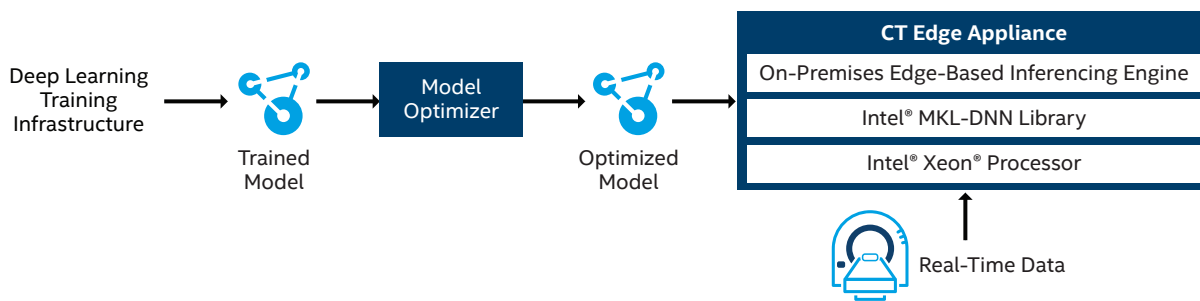 Deep Learning
Training
Infrastructure
Trained
Model
Model
Optimizer
Optimized
Model
CT Edge Appliance
On-Premises Edge-Based Inferencing Engine
Intel® MKL-DNN Library
Intel® Xeon® Processor
Real-Time Data